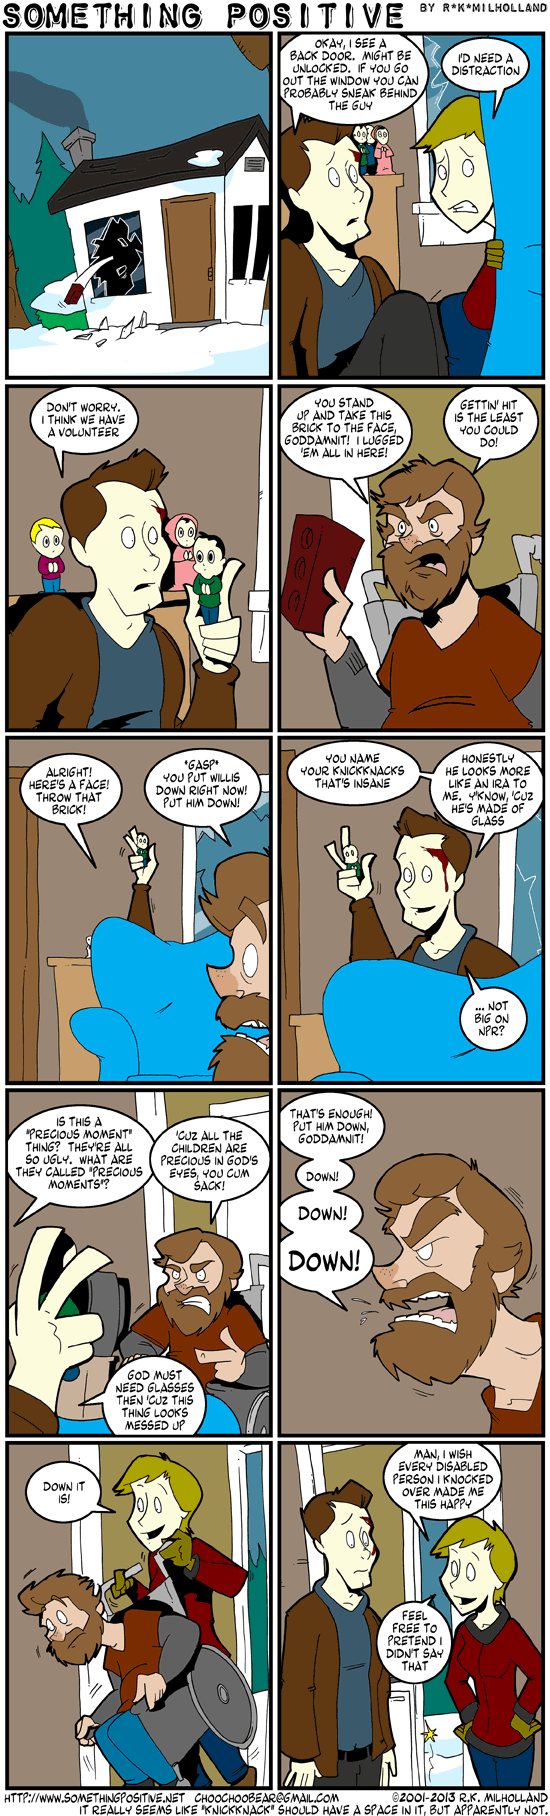 SOMETHING POSITIVE BY R*K*MILHOLLAND
OKAY, I SEE A
BACK DOOR. MIGHT BE
UNLOCKED. IF YOU GO
OUT THE WINDOW YOU CAN
PROBABLY SNEAK BEHIND
THE GUY
I'D NEED A
DISTRACTION
DON'T WORRY.
I THINK WE HAVE
A VOLUNTEER
YOU STAND
UP AND TAKE THIS
BRICK TO THE FACE,
GODDAMNIT! I LUGGED
'EM ALL IN HERE!
GETTIN' HIT
IS THE LEAST
YOU COULD
DO!
ALRIGHT!
HERE'S A FACE!
THROW THAT
BRICK!
*GASP*
YOU PUT WILLIS
DOWN RIGHT NOW!
PUT HIM DOWN!
YOU NAME
YOUR KNICKKNACKS
THAT'S INSANE
HONESTLY
HE LOOKS MORE
LIKE AN IRA TO
ME. Y'KNOW, 'CUZ
HE'S MADE OF
GLASS
... NOT
BIG ON
NPR?
IS THIS A
"PRECIOUS MOMENT"
THING? THEY'RE ALL
SO UGLY. WHAT ARE
THEY CALLED "PRECIOUS
MOMENTS"?
'CUZ ALL THE
CHILDREN ARE
PRECIOUS IN GOD'S
EYES, YOU CUM
SACK!
GOD MUST
NEED GLASSES
THEN 'CUZ THIS
THING LOOKS
MESSED UP
THAT'S ENOUGH!
PUT HIM DOWN,
GODDAMNIT!
DOWN!
DOWN!
DOWN!
DOWN IT
IS!
MAN, I WISH
EVERY DISABLED
PERSON I KNOCKED
OVER MADE ME
THIS HAPPY
FEEL
FREE TO
PRETEND I
DIDN'T SAY
THAT
HTTP://WWW.SOMETHINGPOSITIVE.NET CHOOCHOOBEAR@GMAIL.COM ©2001-2013 R.K. MILHOLLAND
IT REALLY SEEMS LIKE "KNICKKNACK" SHOULD HAVE A SPACE IN IT, BUT APPARENTLY NOT